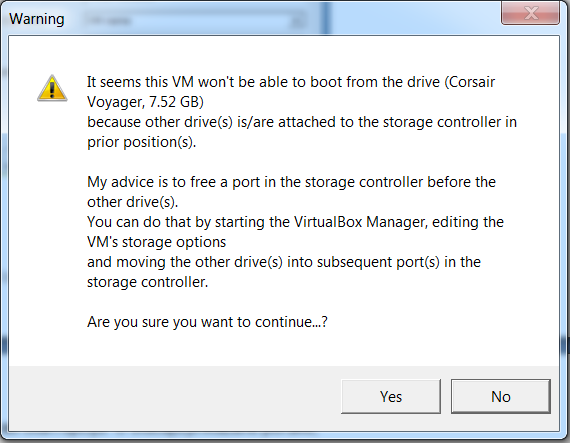 Warning
It seems this VM won't be able to boot from the drive (Corsair
Voyager, 7.52 GB)
because other drive(s) is/are attached to the storage controller in
prior position(s).
My advice is to free a port in the storage controller before the
other drive(s).
You can do that by starting the VirtualBox Manager, editing the
VM's storage options
and moving the other drive(s) into subsequent port(s) in the
storage controller.
Are you sure you want to continue...?
Yes
No